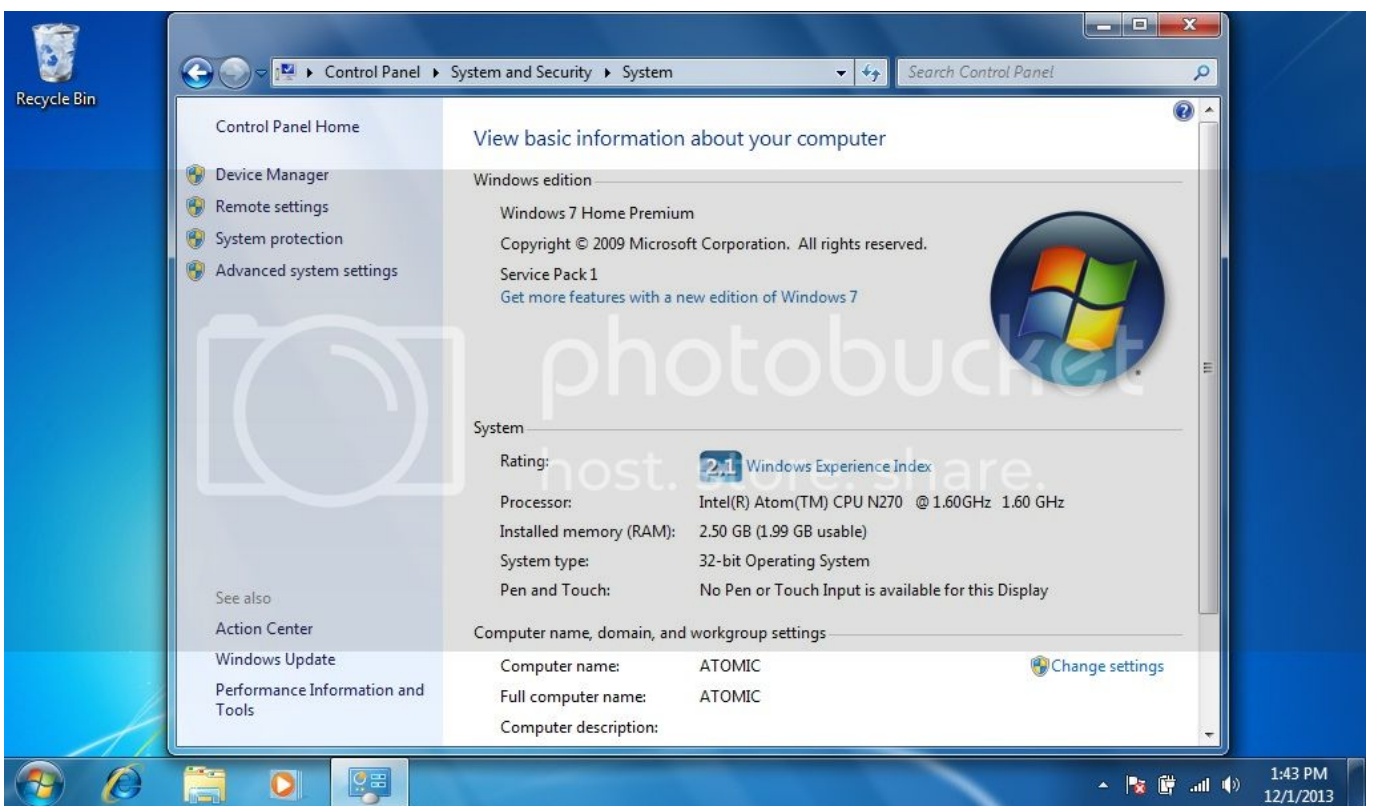 Recycle Bin
Control Panel
System and Security
System
Search Control Panel
Control Panel Home
Device Manager
Remote settings
System protection
Advanced system settings
See also
Action Center
Windows Update
Performance Information and
Tools
View basic information about your computer
Windows edition
Windows 7 Home Premium
Copyright © 2009 Microsoft Corporation. All rights reserved.
Service Pack 1
Get more features with a new edition of Windows 7
photobucket
host. store. share.
System
Rating: 2,1 Windows Experience Index
Processor: Intel(R) Atom(TM) CPU N270 @ 1.60GHz 1.60 GHz
Installed memory (RAM): 2.50 GB (1.99 GB usable)
System type: 32-bit Operating System
Pen and Touch: No Pen or Touch Input is available for this Display
Computer name, domain, and workgroup settings
Computer name: ATOMIC
Change settings
Full computer name: ATOMIC
Computer description:
1:43 PM
12/1/2013